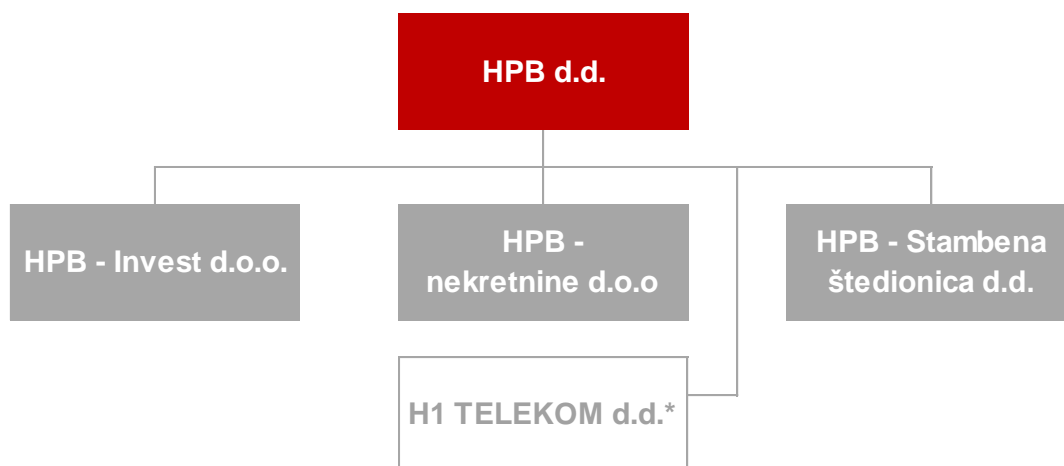 HPB d.d.
HPB - Invest d.o.o.
HPB -
nekretnine d.o.o
HPB - Stambena
štedionica d.d.
H1 TELEKOM d.d.*